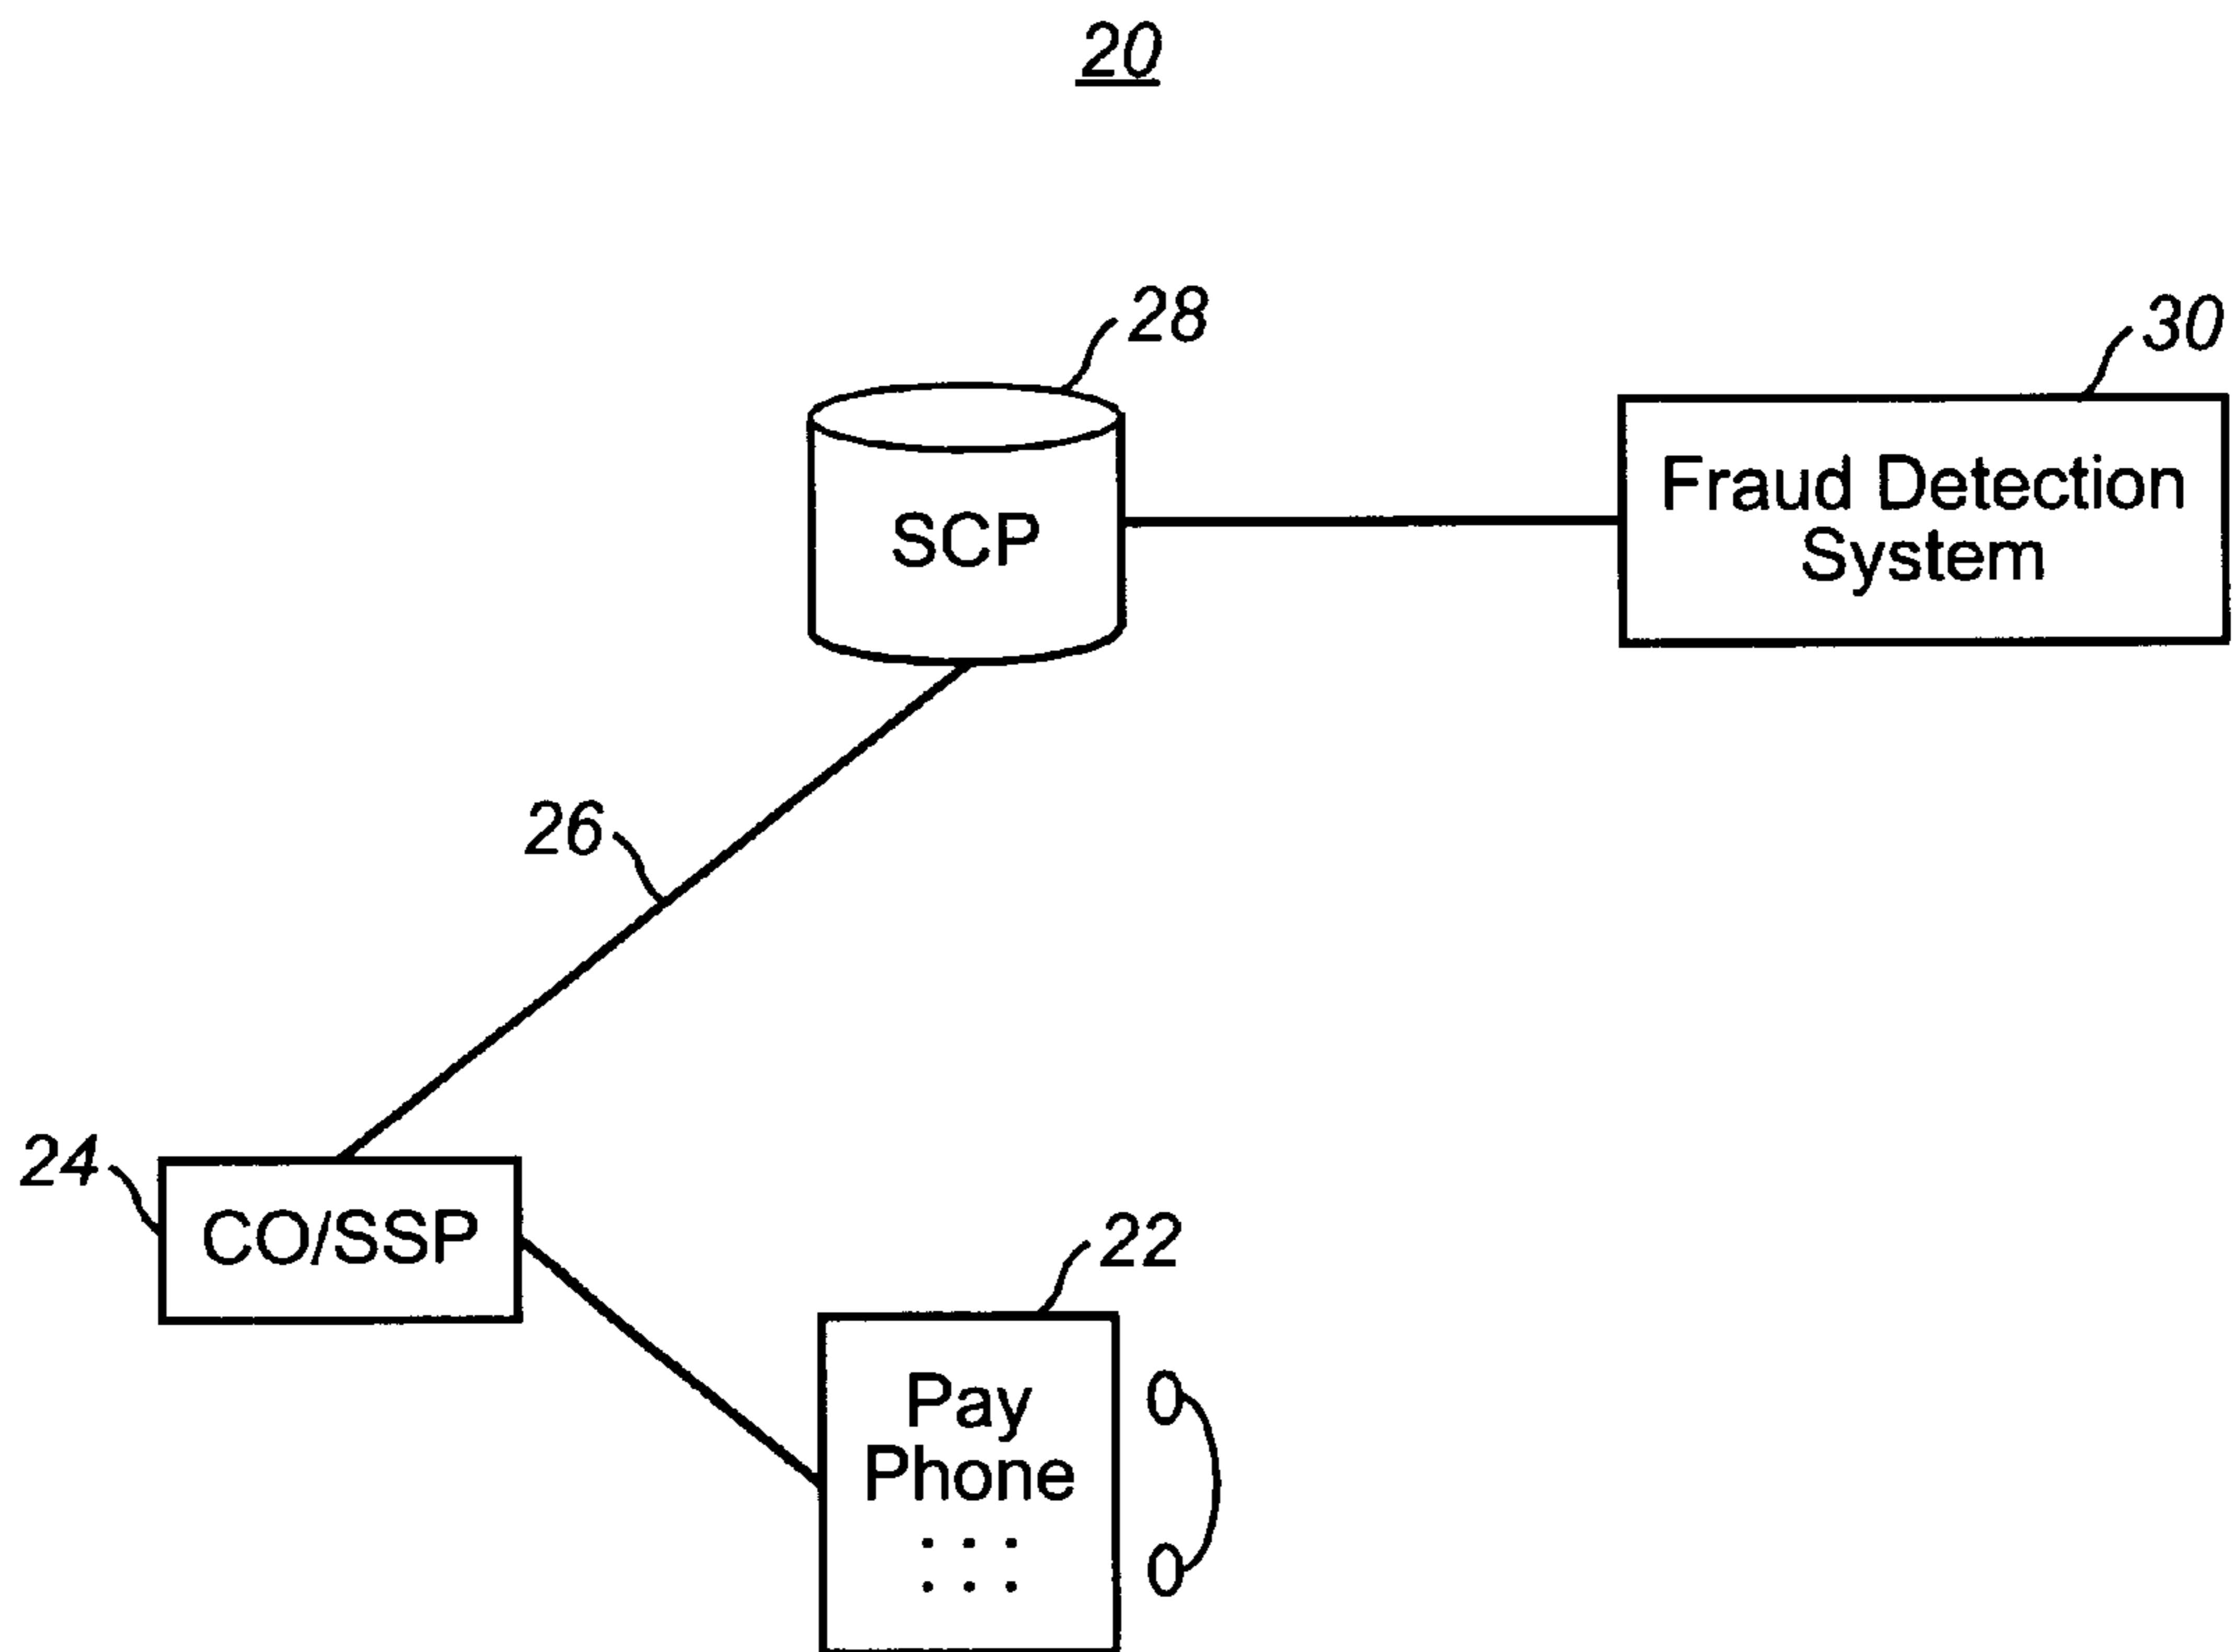 20
28
30
SCP
Fraud Detection
System
26
24
CO/SSP
22
Pay
Phone